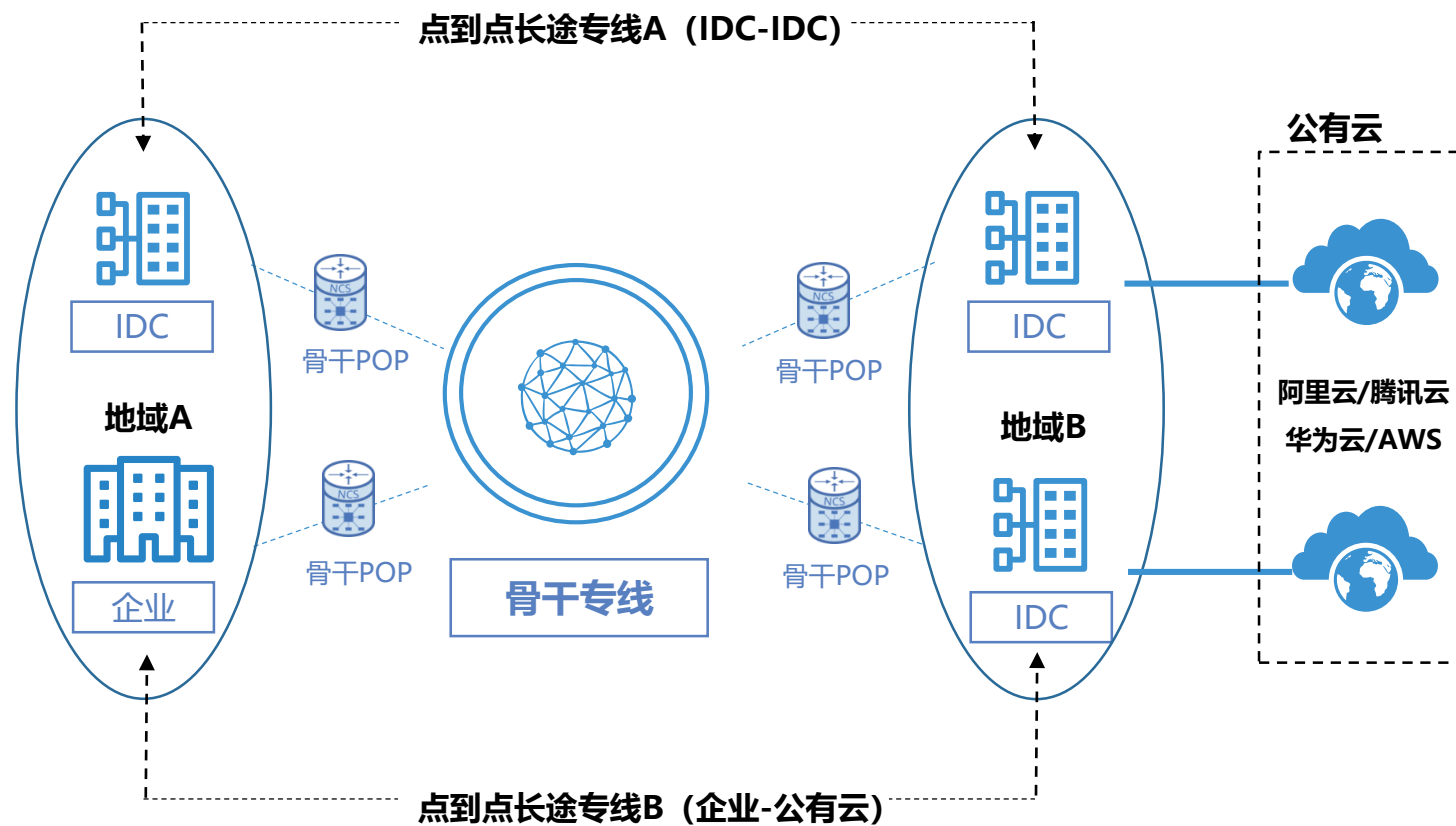 点到点长途专线A（IDC-IDC）
公有云
NCS
骨干POP
NCS
骨干POP
IDC
IDC
地域A
地域B
阿里云/腾讯云
华为云/AWS
NCS
骨干POP
NCS
骨干POP
骨干专线
企业
IDC
点到点长途专线B（企业-公有云）